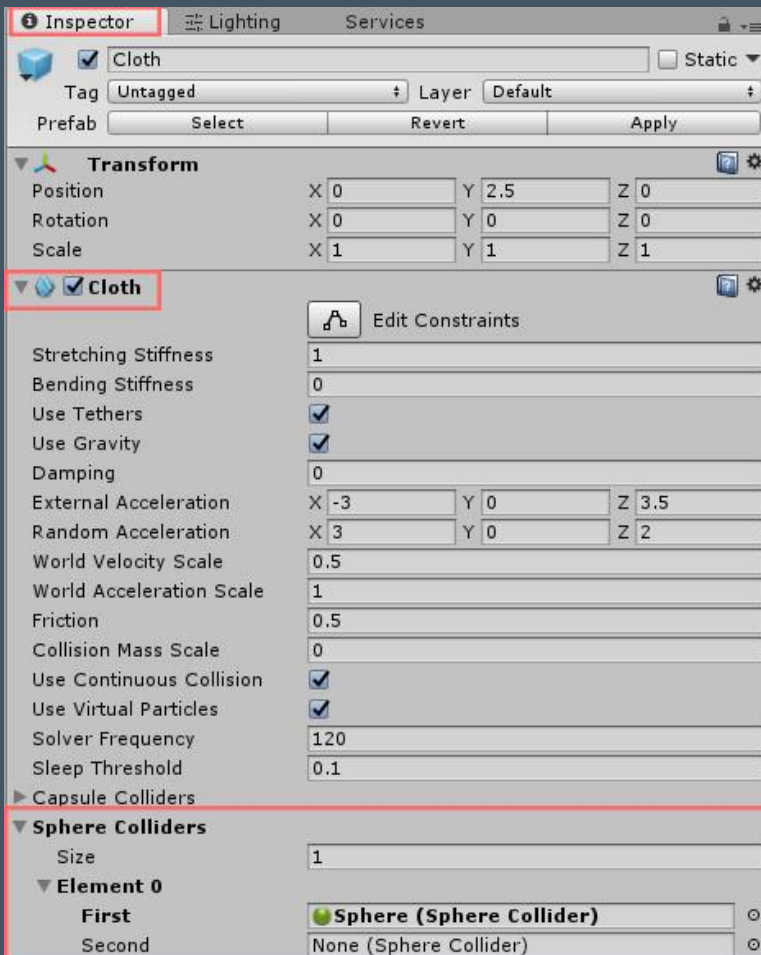 Inspector Lighting Services
Cloth Static
Tag Untagged Layer Default
Prefab Select Revert Apply
Transform
Position X 0 Y 2.5 Z 0
Rotation X 0 Y 0 Z 0
Scale X 1 Y 1 Z 1
Cloth
Edit Constraints
Stretching Stiffness 1
Bending Stiffness 0
Use Tethers
Use Gravity
Damping 0
External Acceleration X -3 Y 0 Z 3.5
Random Acceleration X 3 Y 0 Z 2
World Velocity Scale 0.5
World Acceleration Scale 1
Friction 0.5
Collision Mass Scale 0
Use Continuous Collision
Use Virtual Particles
Solver Frequency 120
Sleep Threshold 0.1
Capsule Colliders
Sphere Colliders
Size 1
Element 0
First Sphere (Sphere Collider)
Second None (Sphere Collider)